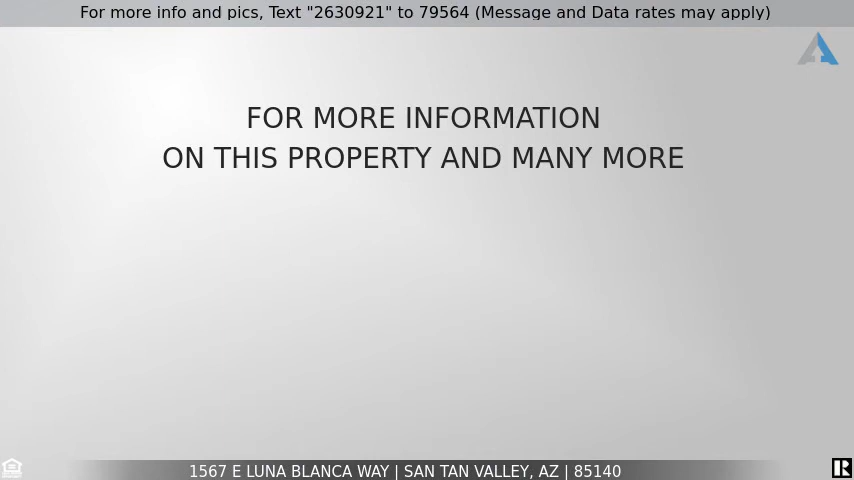 For more info and pics, Text "2630921" to 79564 (Message and Data rates may apply)
FOR MORE INFORMATION
ON THIS PROPERTY AND MANY MORE
1567 E LUNA BLANCA WAY | SAN TAN VALLEY, AZ | 85140